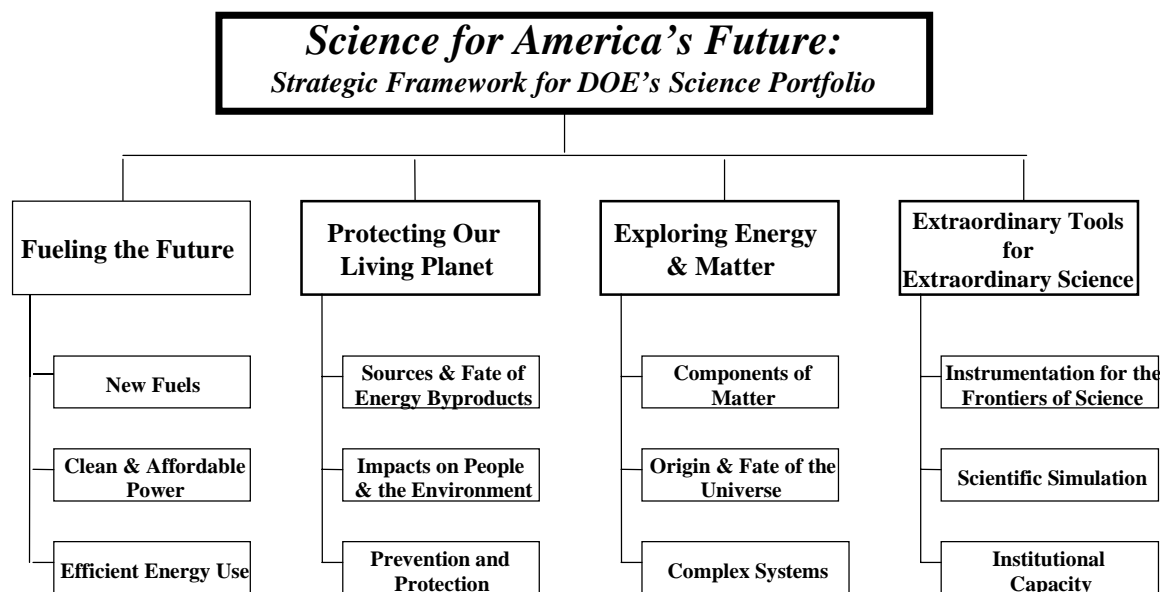 Science for America's Future:
Strategic Framework for DOE's Science Portfolio
Fueling the Future
Protecting Our
Living Planet
Exploring Energy
& Matter
Extraordinary Tools
for
Extraordinary Science
New Fuels
Sources & Fate of
Energy Byproducts
Components of
Matter
Instrumentation for the
Frontiers of Science
Clean & Affordable
Power
Impacts on People
& the Environment
Origin & Fate of the
Universe
Scientific Simulation
Efficient Energy Use
Prevention and
Protection
Complex Systems
Institutional
Capacity